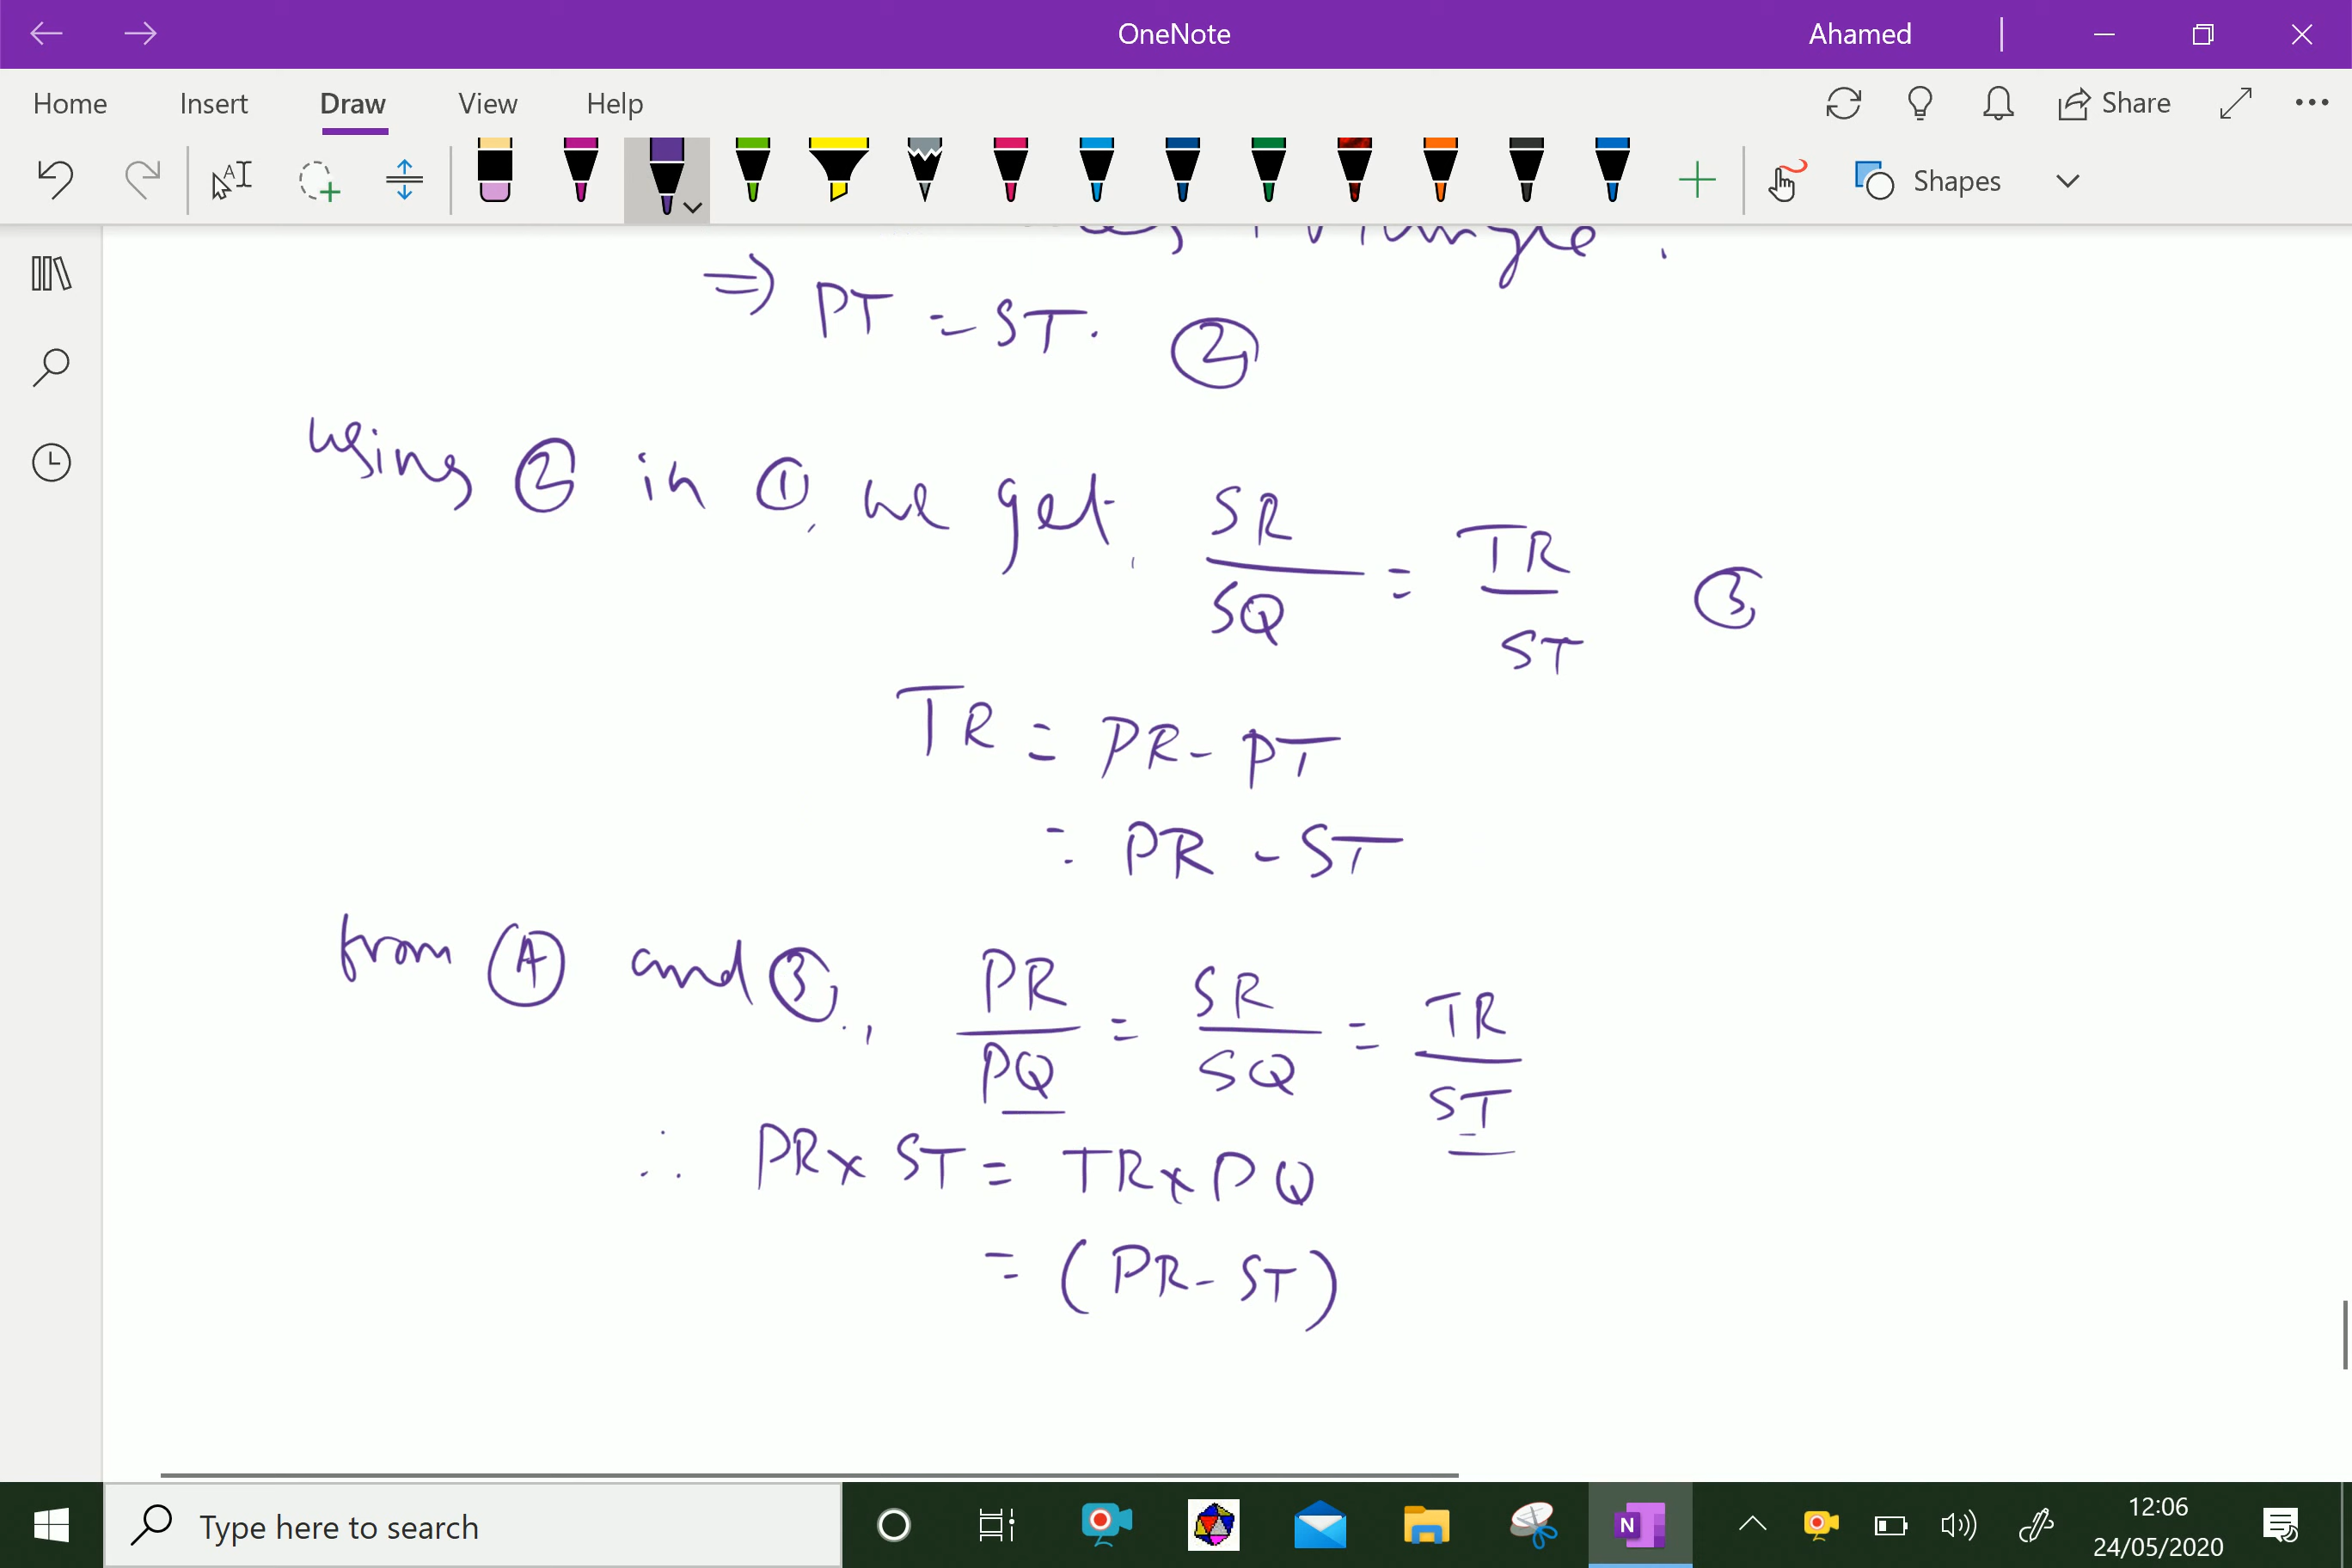 OneNote
Ahamed
Home Insert Draw View Help
Share
Shapes
Triangle.
⇒ PT = ST. ②
using ② in ①, we get, SR/SQ = TR/ST ③
TR = PR - PT
= PR - ST
from Ⓐ and ③, PR/PQ = SR/SQ = TR/ST
∴ PR x ST = TR x PQ
= (PR - ST)
Type here to search
12:06
24/05/2020